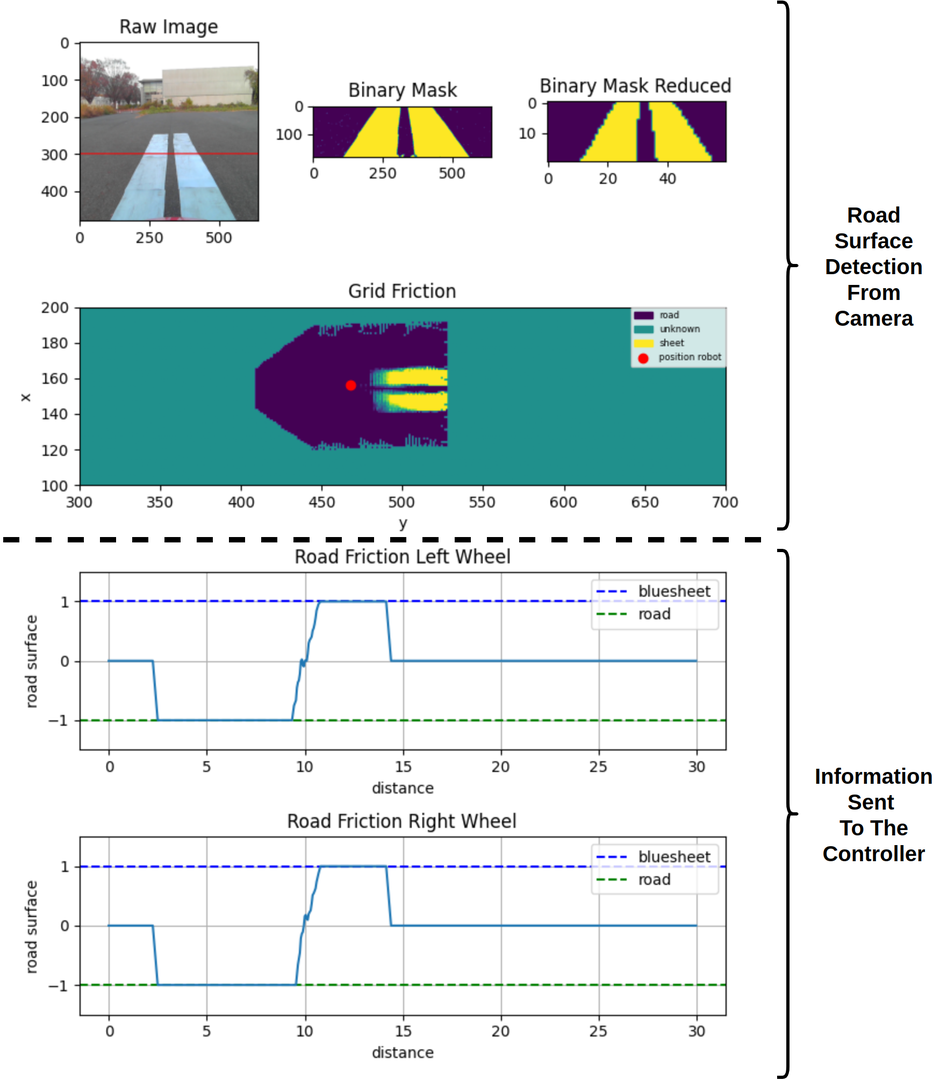 Raw Image
0
100
200
300
400
0 250 500
Binary Mask
0
100
0 250 500
Binary Mask Reduced
0
10
0 20 40
Grid Friction
200
180
160
140
120
100
x
300 350 400 450 500 550 600 650 700
y
road
unknown
sheet
position robot
Road
Surface
Detection
From
Camera
Road Friction Left Wheel
1
0
−1
road surface
0 5 10 15 20 25 30
distance
bluesheet
road
Road Friction Right Wheel
1
0
−1
road surface
0 5 10 15 20 25 30
distance
bluesheet
road
Information
Sent
To The
Controller